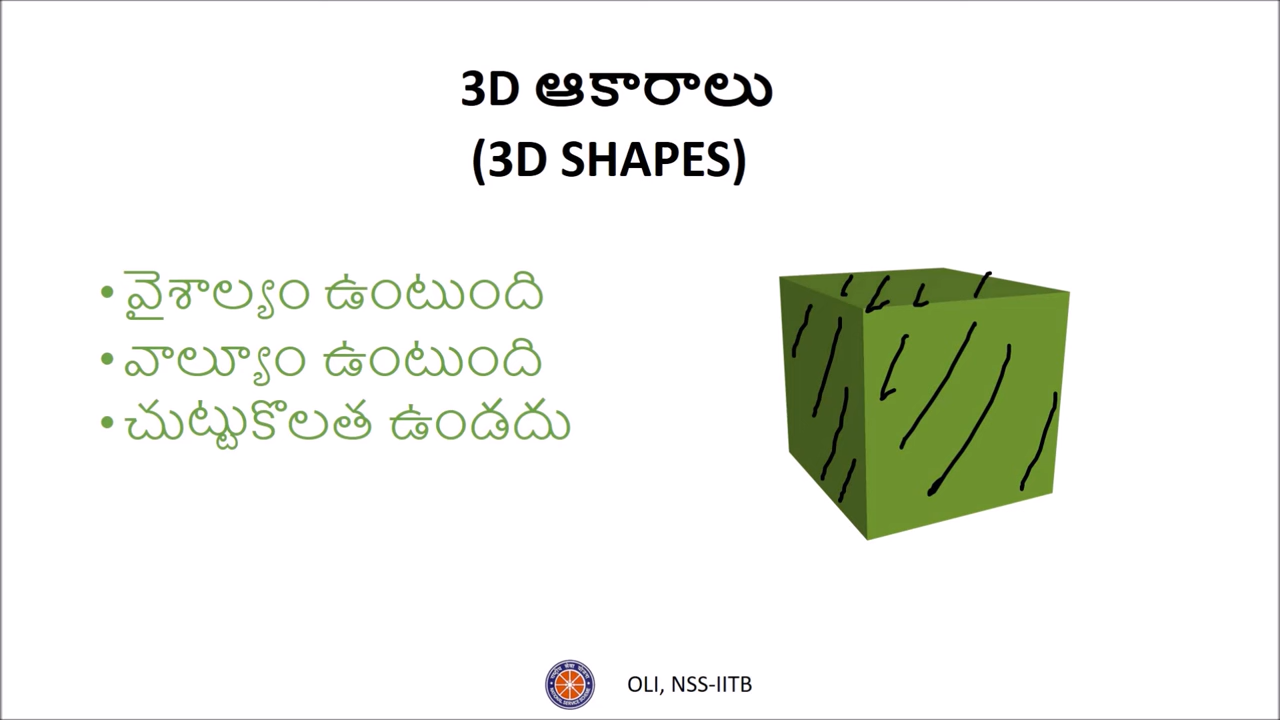 3D ఆకారాలు
(3D SHAPES)
• వైశాల్యం ఉంటుంది
• వాల్యూం ఉంటుంది
• చుట్టుకొలత ఉండదు
OLI, NSS-IITB